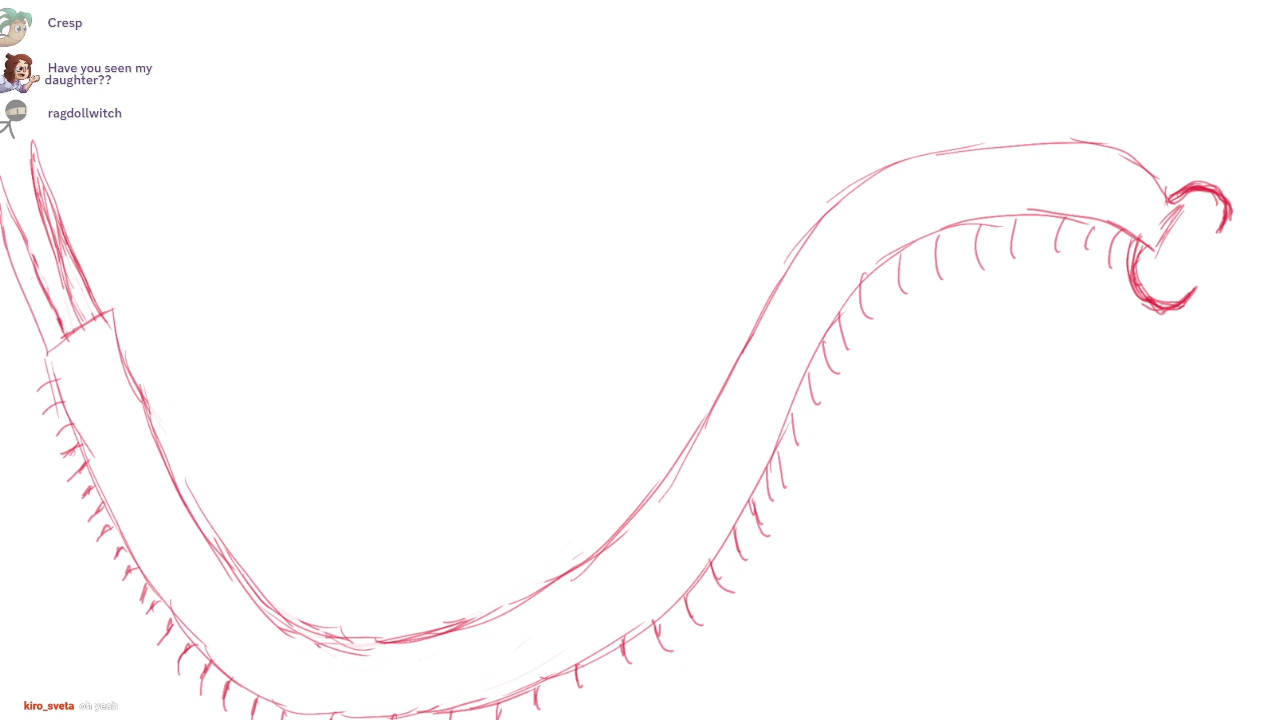 Cresp
Have you seen my
daughter??
ragdollwitch
kiro_sveta oh yeah